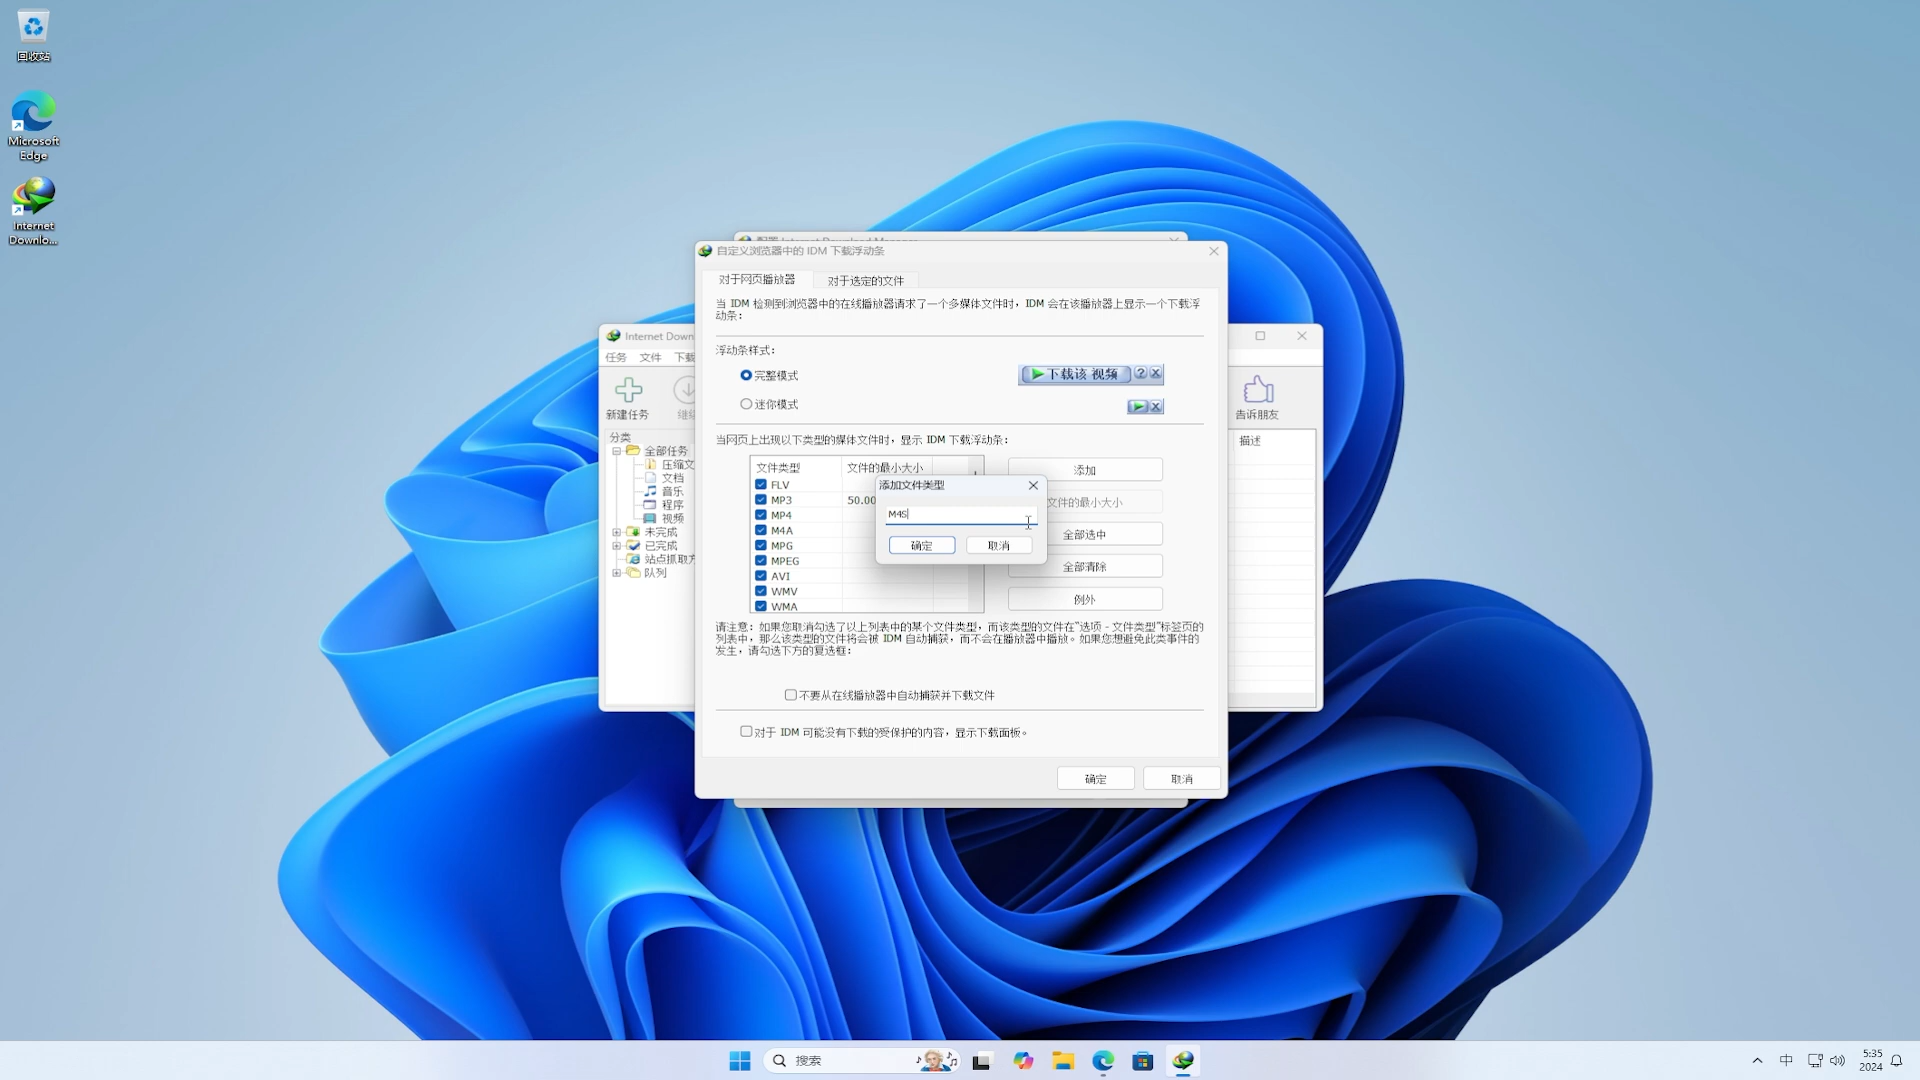 回收站
Microsoft
Edge
Internet
Downlo...
自定义浏览器中的 IDM 下载浮动条
对于网页播放器
对于选定的文件
当 IDM 检测到浏览器中的在线播放器请求了一个多媒体文件时，IDM 会在该播放器上显示一个下载浮
动条：
浮动条样式：
完整模式
下载该 视频
迷你模式
当网页上出现以下类型的媒体文件时，显示 IDM 下载浮动条：
文件类型
文件的最小大小
FLV
MP3
50.00
MP4
M4A
MPG
MPEG
AVI
WMV
WMA
添加
文件的最小大小
全部选中
全部清除
例外
添加文件类型
M4S
确定
取消
请注意：如果您取消勾选了以上列表中的某个文件类型，而该类型的文件在“选项 - 文件类型”标签页的
列表中，那么该类型的文件将会被 IDM 自动捕获，而不会在播放器中播放。如果您想避免此类事件的
发生，请勾选下方的复选框：
不要从在线播放器中自动捕获并下载文件
对于 IDM 可能没有下载的受保护的内容，显示下载面板。
确定
取消
Internet Down
任务 文件 下载
新建任务
继续
分类
全部任务
压缩文
文档
音乐
程序
视频
未完成
已完成
站点抓取方
队列
告诉朋友
描述
搜索
中
5:35
2024